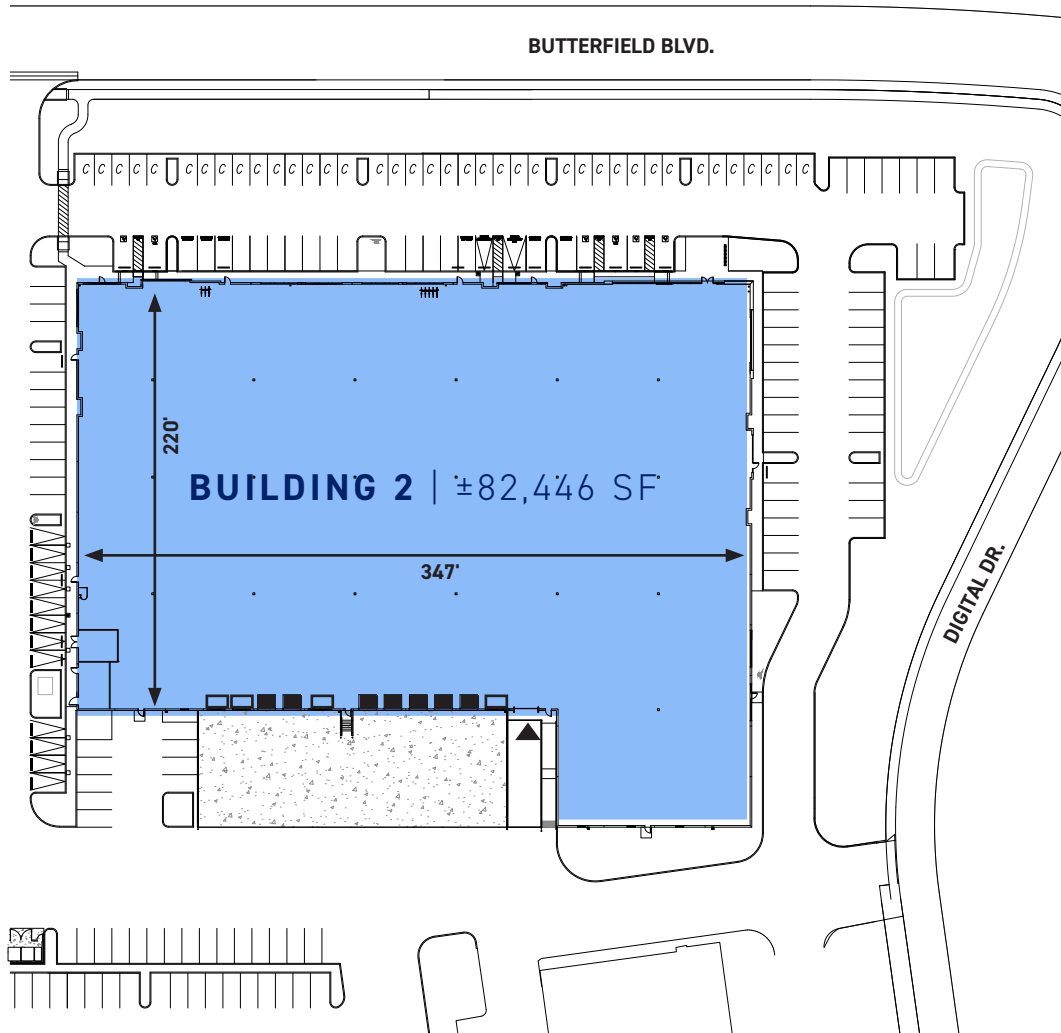 BUTTERFIELD BLVD.
C C C C C C C C C C C C C C C C C C C C C C C C C C C C C C C C C C C C C C
220'
BUILDING 2 | ±82,446 SF
347'
DIGITAL DR.